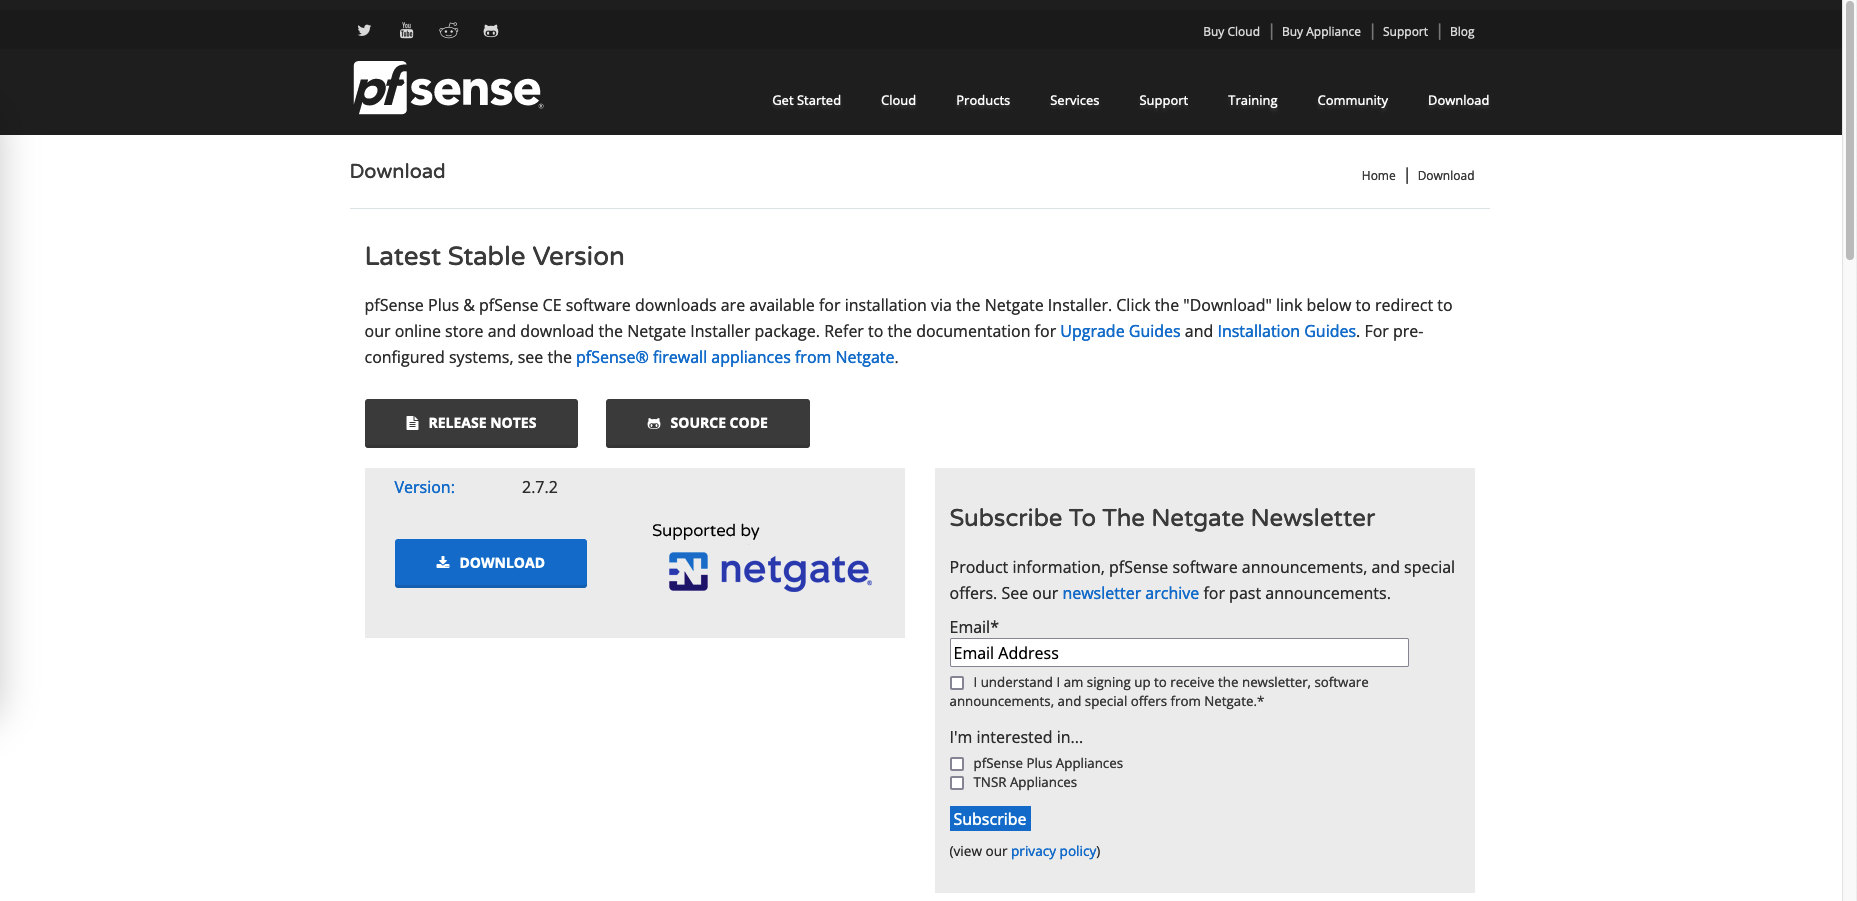 You
Tube
Buy Cloud
Buy Appliance
Support
Blog
pfsense
Get Started
Cloud
Products
Services
Support
Training
Community
Download
Download
Home
Download
Latest Stable Version
pfSense Plus & pfSense CE software downloads are available for installation via the Netgate Installer. Click the "Download" link below to redirect to
our online store and download the Netgate Installer package. Refer to the documentation for Upgrade Guides and Installation Guides. For pre-
configured systems, see the pfSense® firewall appliances from Netgate.
RELEASE NOTES
SOURCE CODE
Version:
2.7.2
DOWNLOAD
Supported by
N netgate®
Subscribe To The Netgate Newsletter
Product information, pfSense software announcements, and special
offers. See our newsletter archive for past announcements.
Email*
Email Address
I understand I am signing up to receive the newsletter, software
announcements, and special offers from Netgate.*
I'm interested in...
pfSense Plus Appliances
TNSR Appliances
Subscribe
(view our privacy policy)